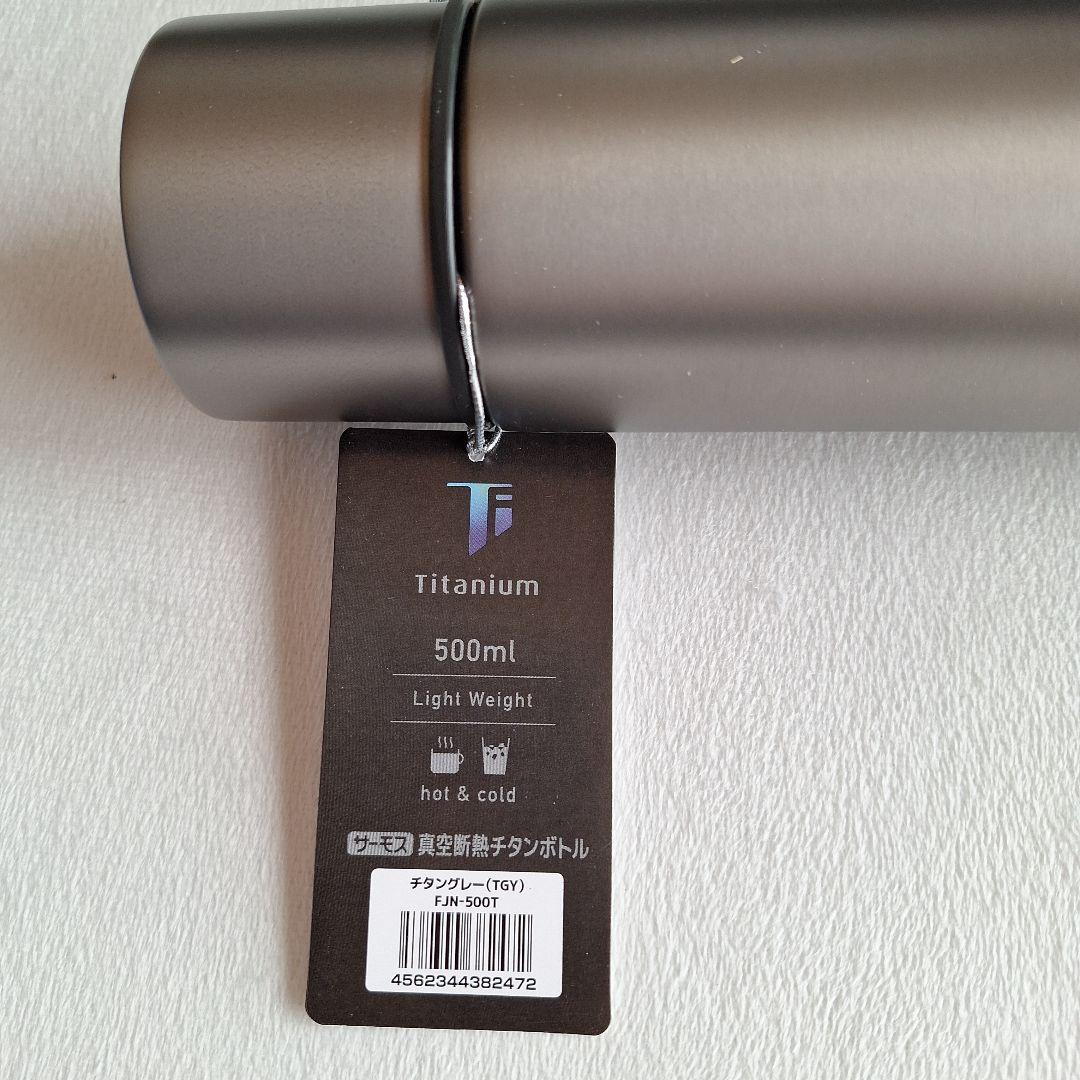 Ti
Titanium
500ml
Light Weight
hot & cold
サーモス 真空断熱チタンボトル
チタングレー(TGY)
FJN-500T
4562344382472